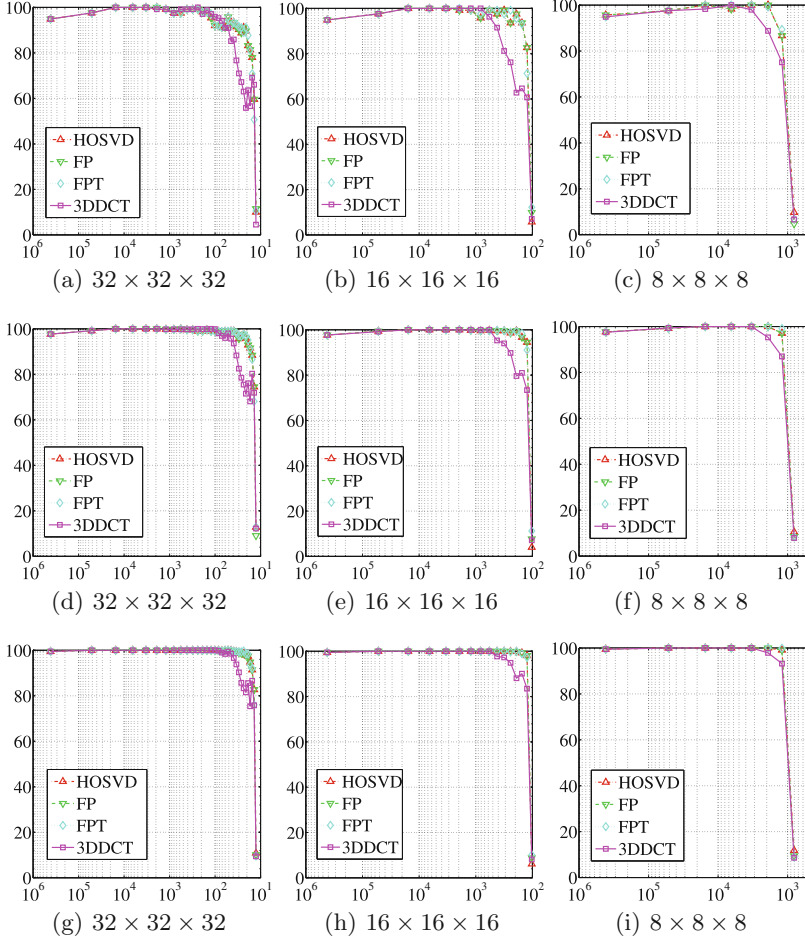 100
80
60
40
20
0
HOSVD
FP
FPT
3DDCT
10^6 10^5 10^4 10^3 10^2 10^1
(a) 32 × 32 × 32
100
80
60
40
20
0
HOSVD
FP
FPT
3DDCT
10^6 10^5 10^4 10^3 10^2
(b) 16 × 16 × 16
100
80
60
40
20
0
HOSVD
FP
FPT
3DDCT
10^6 10^5 10^4 10^3
(c) 8 × 8 × 8
100
80
60
40
20
0
HOSVD
FP
FPT
3DDCT
10^6 10^5 10^4 10^3 10^2 10^1
(d) 32 × 32 × 32
100
80
60
40
20
0
HOSVD
FP
FPT
3DDCT
10^6 10^5 10^4 10^3 10^2
(e) 16 × 16 × 16
100
80
60
40
20
0
HOSVD
FP
FPT
3DDCT
10^6 10^5 10^4 10^3
(f) 8 × 8 × 8
100
80
60
40
20
0
HOSVD
FP
FPT
3DDCT
10^6 10^5 10^4 10^3 10^2 10^1
(g) 32 × 32 × 32
100
80
60
40
20
0
HOSVD
FP
FPT
3DDCT
10^6 10^5 10^4 10^3 10^2
(h) 16 × 16 × 16
100
80
60
40
20
0
HOSVD
FP
FPT
3DDCT
10^6 10^5 10^4 10^3
(i) 8 × 8 × 8